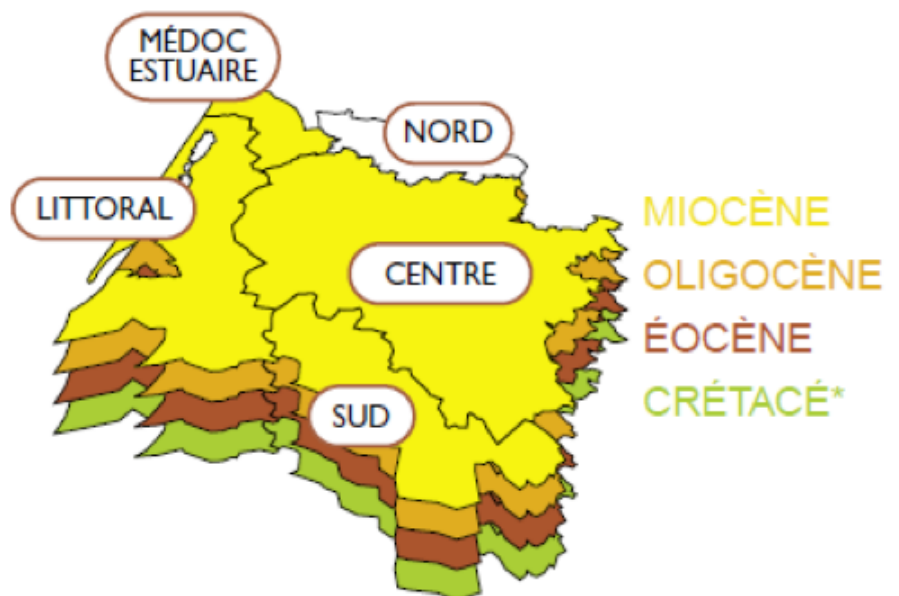 MÉDOC
ESTUAIRE
NORD
LITTORAL
CENTRE
SUD
MIOCÈNE
OLIGOCÈNE
ÉOCÈNE
CRÉTACÉ*